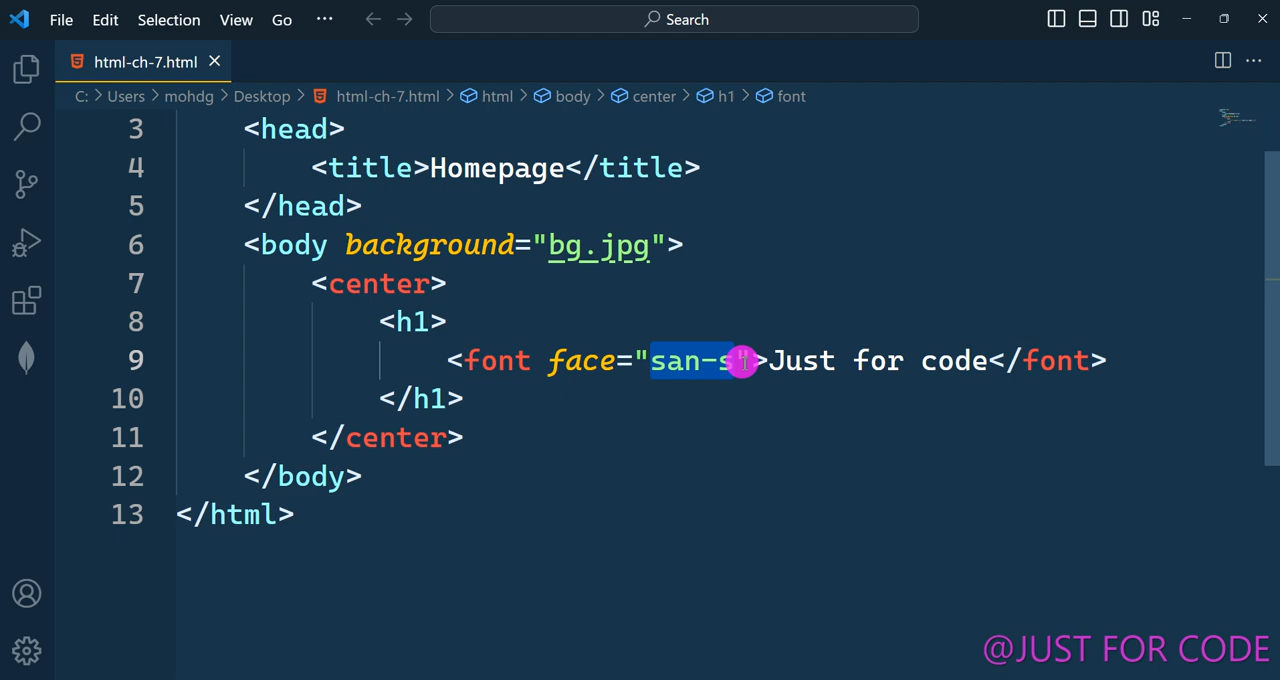 File Edit Selection View Go ··· Search
html-ch-7.html
C: > Users > mohdg > Desktop > html-ch-7.html > html > body > center > h1 > font
3 <head>
4 <title>Homepage</title>
5 </head>
6 <body background="bg.jpg">
7 <center>
8 <h1>
9 <font face="san-s">Just for code</font>
10 </h1>
11 </center>
12 </body>
13 </html>
@JUST FOR CODE